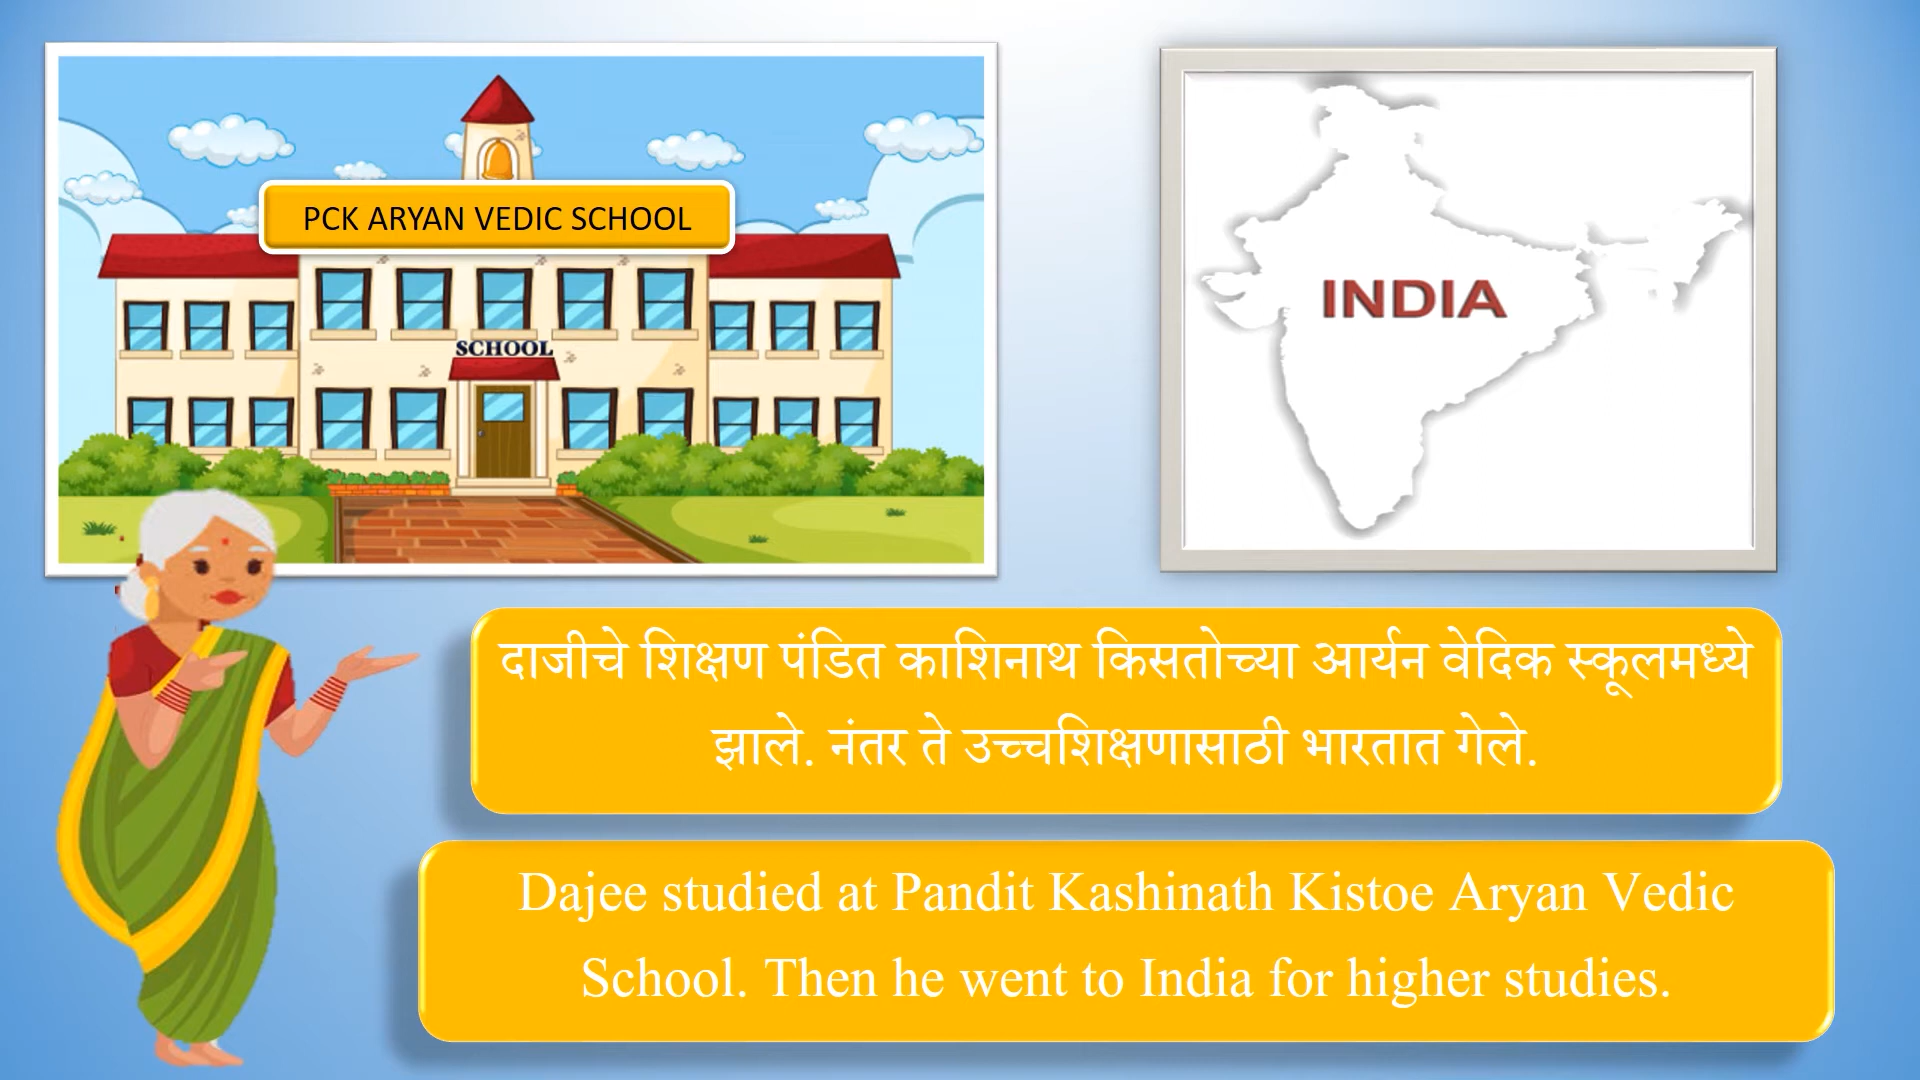 PCK ARYAN VEDIC SCHOOL
SCHOOL
INDIA
दाजीचे शिक्षण पंडित काशिनाथ किसतोच्या आर्यन वेदिक स्कूलमध्ये
झाले. नंतर ते उच्चशिक्षणासाठी भारतात गेले.
Dajee studied at Pandit Kashinath Kistoe Aryan Vedic
School. Then he went to India for higher studies.